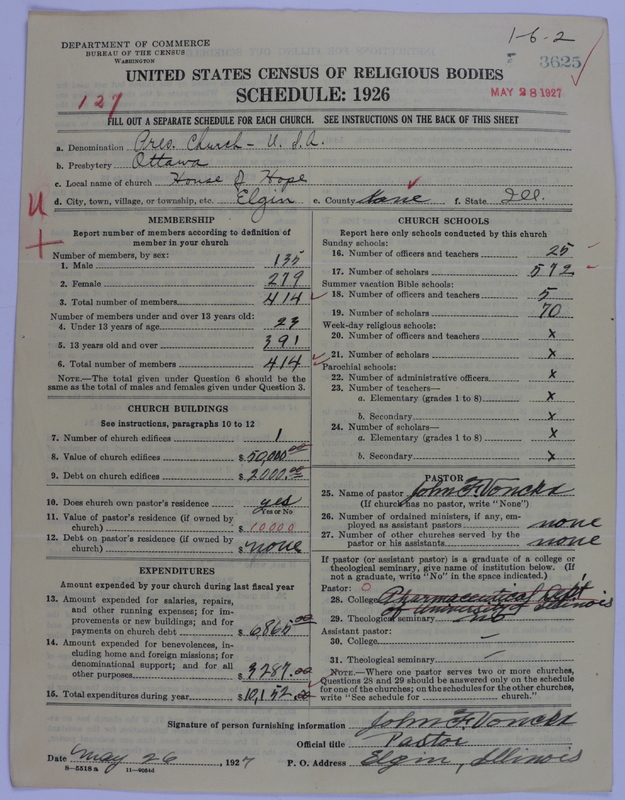 1-6-2
DEPARTMENT OF COMMERCE
BUREAU OF THE CENSUS
WASHINGTON
3625
UNITED STATES CENSUS OF RELIGIOUS BODIES
SCHEDULE: 1926
MAY 28 1927
127
FILL OUT A SEPARATE SCHEDULE FOR EACH CHURCH. SEE INSTRUCTIONS ON THE BACK OF THIS SHEET
a. Denomination Pres. Church - U.S.A.
b. Presbytery Ottawa
c. Local name of church House of Hope
d. City, town, village, or township, etc. Elgin e. County Kane f. State Ill.
MEMBERSHIP
Report number of members according to definition of
member in your church
Number of members, by sex:
1. Male 135
2. Female 279
3. Total number of members 414
Number of members under and over 13 years old:
4. Under 13 years of age 23
5. 13 years old and over 391
6. Total number of members 414
NOTE.—The total given under Question 6 should be
same as the total of males and females given under Question 3.
CHURCH BUILDINGS
See instructions, paragraphs 10 to 12
7. Number of church edifices 1
8. Value of church edifices $ 50,000.00
9. Debt on church edifices $ 2000.00
10. Does church own pastor's residence yes
Yes or No
11. Value of pastor's residence (if owned by
church) $ 10,000
12. Debt on pastor's residence (if owned by
church) $ none
EXPENDITURES
Amount expended by your church during last fiscal year
13. Amount expended for salaries, repairs,
and other running expenses; for im-
provements or new buildings; and for
payments on church debt $ 6,865.00
14. Amount expended for benevolences, in-
cluding home and foreign missions; for
denominational support; and for all
other purposes $ 3287.00
15. Total expenditures during year $ 10,152.00
CHURCH SCHOOLS
Report here only schools conducted by this church
Sunday schools:
16. Number of officers and teachers 25
17. Number of scholars 572
Summer vacation Bible schools:
18. Number of officers and teachers 5
19. Number of scholars 70
Week-day religious schools:
20. Number of officers and teachers x
21. Number of scholars x
Parochial schools:
22. Number of administrative officers x
23. Number of teachers—
a. Elementary (grades 1 to 8) x
b. Secondary x
24. Number of scholars—
a. Elementary (grades 1 to 8) x
b. Secondary x
PASTOR
25. Name of pastor John F. Vonckx
(If church has no pastor, write "None")
26. Number of ordained ministers, if any, em-
ployed as assistant pastors none
27. Number of other churches served by the
pastor or his assistants none
If pastor (or assistant pastor) is a graduate of a college or
theological seminary, give name of institution below. (If
not a graduate, write "No" in the space indicated.)
Pastor: O
28. College Pharmaceutical Dept
of University of Illinois
29. Theological seminary no
Assistant pastor:
30. College —
31. Theological seminary —
NOTE.—Where one pastor serves two or more churches,
Questions 28 and 29 should be answered only on the schedule
for one of the churches; on the schedules for the other churches,
write "See schedule for church."
Signature of person furnishing information John F. Vonckx
Official title Pastor
Date May 26, 1927 P. O. Address Elgin, Illinois
8—5518 a